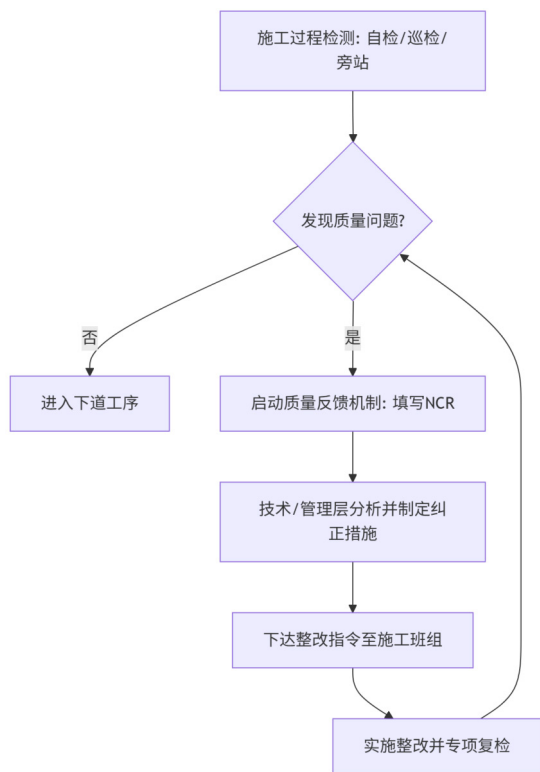 施工过程检测: 自检/巡检/
旁站
发现质量问题?
否
是
进入下道工序
启动质量反馈机制: 填写NCR
技术/管理层分析并制定纠
正措施
下达整改指令至施工班组
实施整改并专项复检